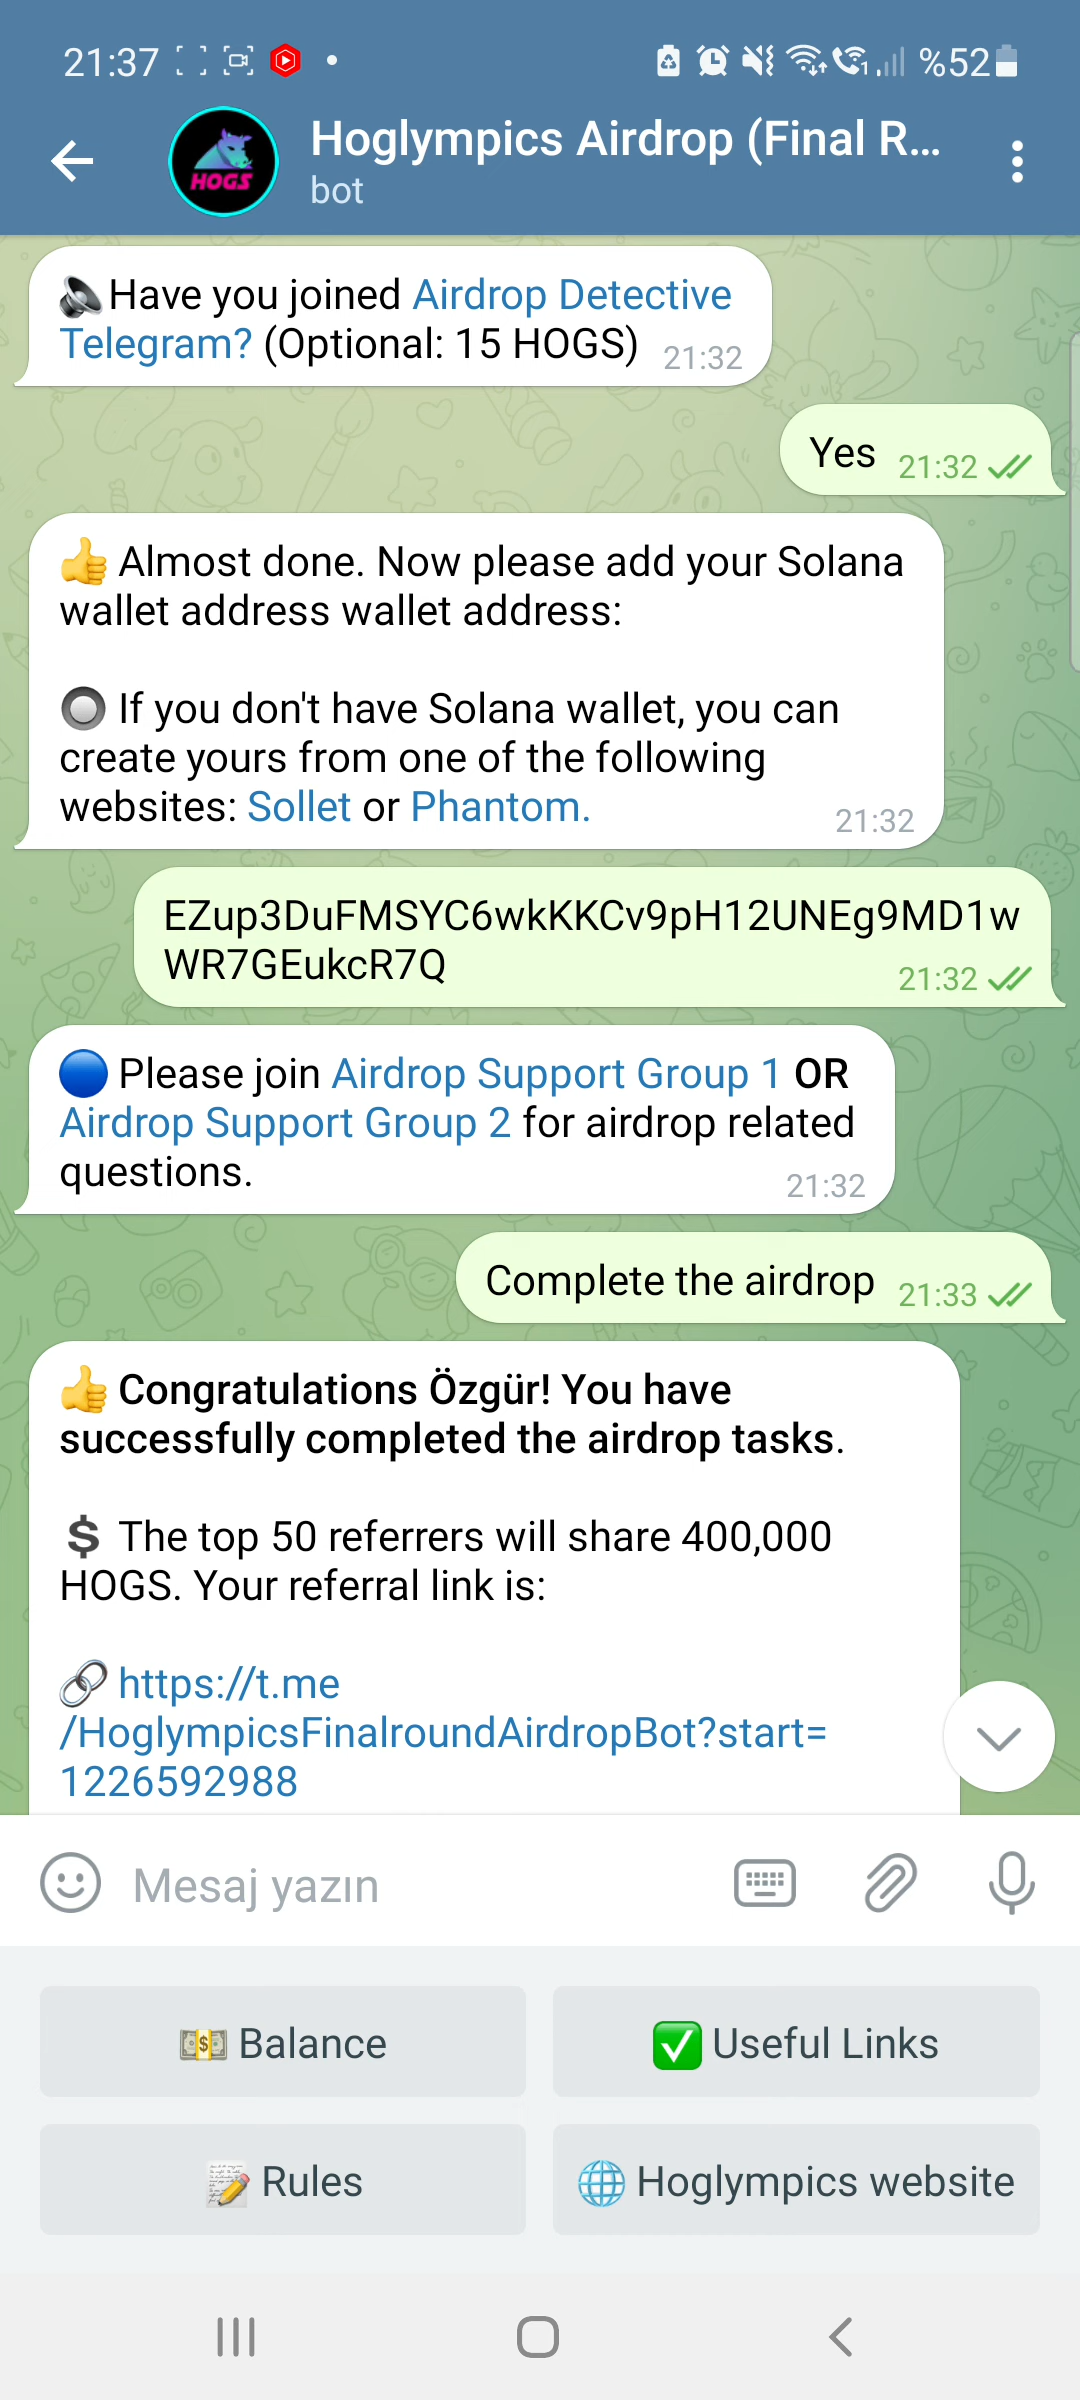 21:37
%52
HOGS
Hoglympics Airdrop (Final R...
bot
Have you joined Airdrop Detective
Telegram? (Optional: 15 HOGS) 21:32
Yes 21:32
Almost done. Now please add your Solana
wallet address wallet address:
If you don't have Solana wallet, you can
create yours from one of the following
websites: Sollet or Phantom.
21:32
EZup3DuFMSYC6wkKKCv9pH12UNEg9MD1w
WR7GEukcR7Q
21:32
Please join Airdrop Support Group 1 OR
Airdrop Support Group 2 for airdrop related
questions.
21:32
Complete the airdrop 21:33
Congratulations Özgür! You have
successfully completed the airdrop tasks.
The top 50 referrers will share 400,000
HOGS. Your referral link is:
https://t.me
/HoglympicsFinalroundAirdropBot?start=
1226592988
Mesaj yazın
Balance
Useful Links
Rules
Hoglympics website